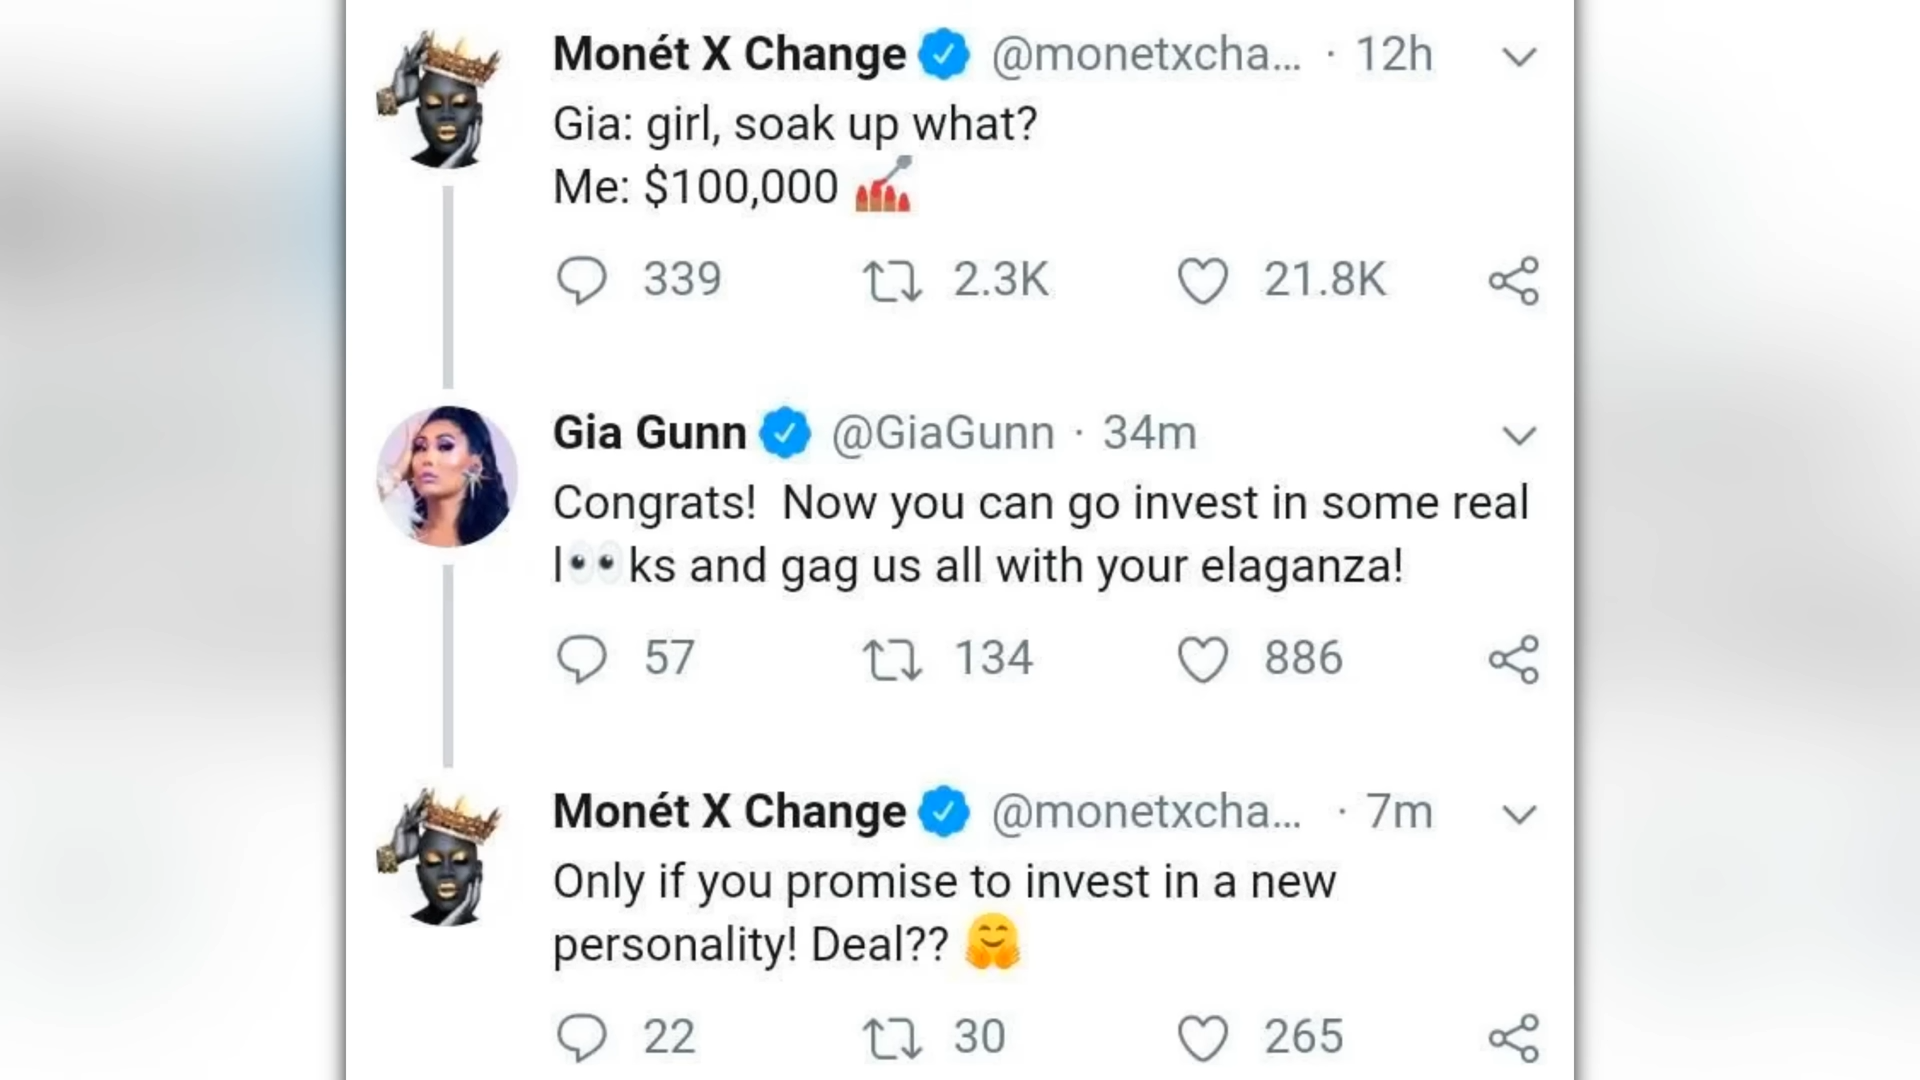 Monét X Change @monetxcha... · 12h
Gia: girl, soak up what?
Me: $100,000 💅
339 2.3K 21.8K
Gia Gunn @GiaGunn · 34m
Congrats!  Now you can go invest in some real
l👀ks and gag us all with your elaganza!
57 134 886
Monét X Change @monetxcha... · 7m
Only if you promise to invest in a new
personality! Deal?? 🤗
22 30 265